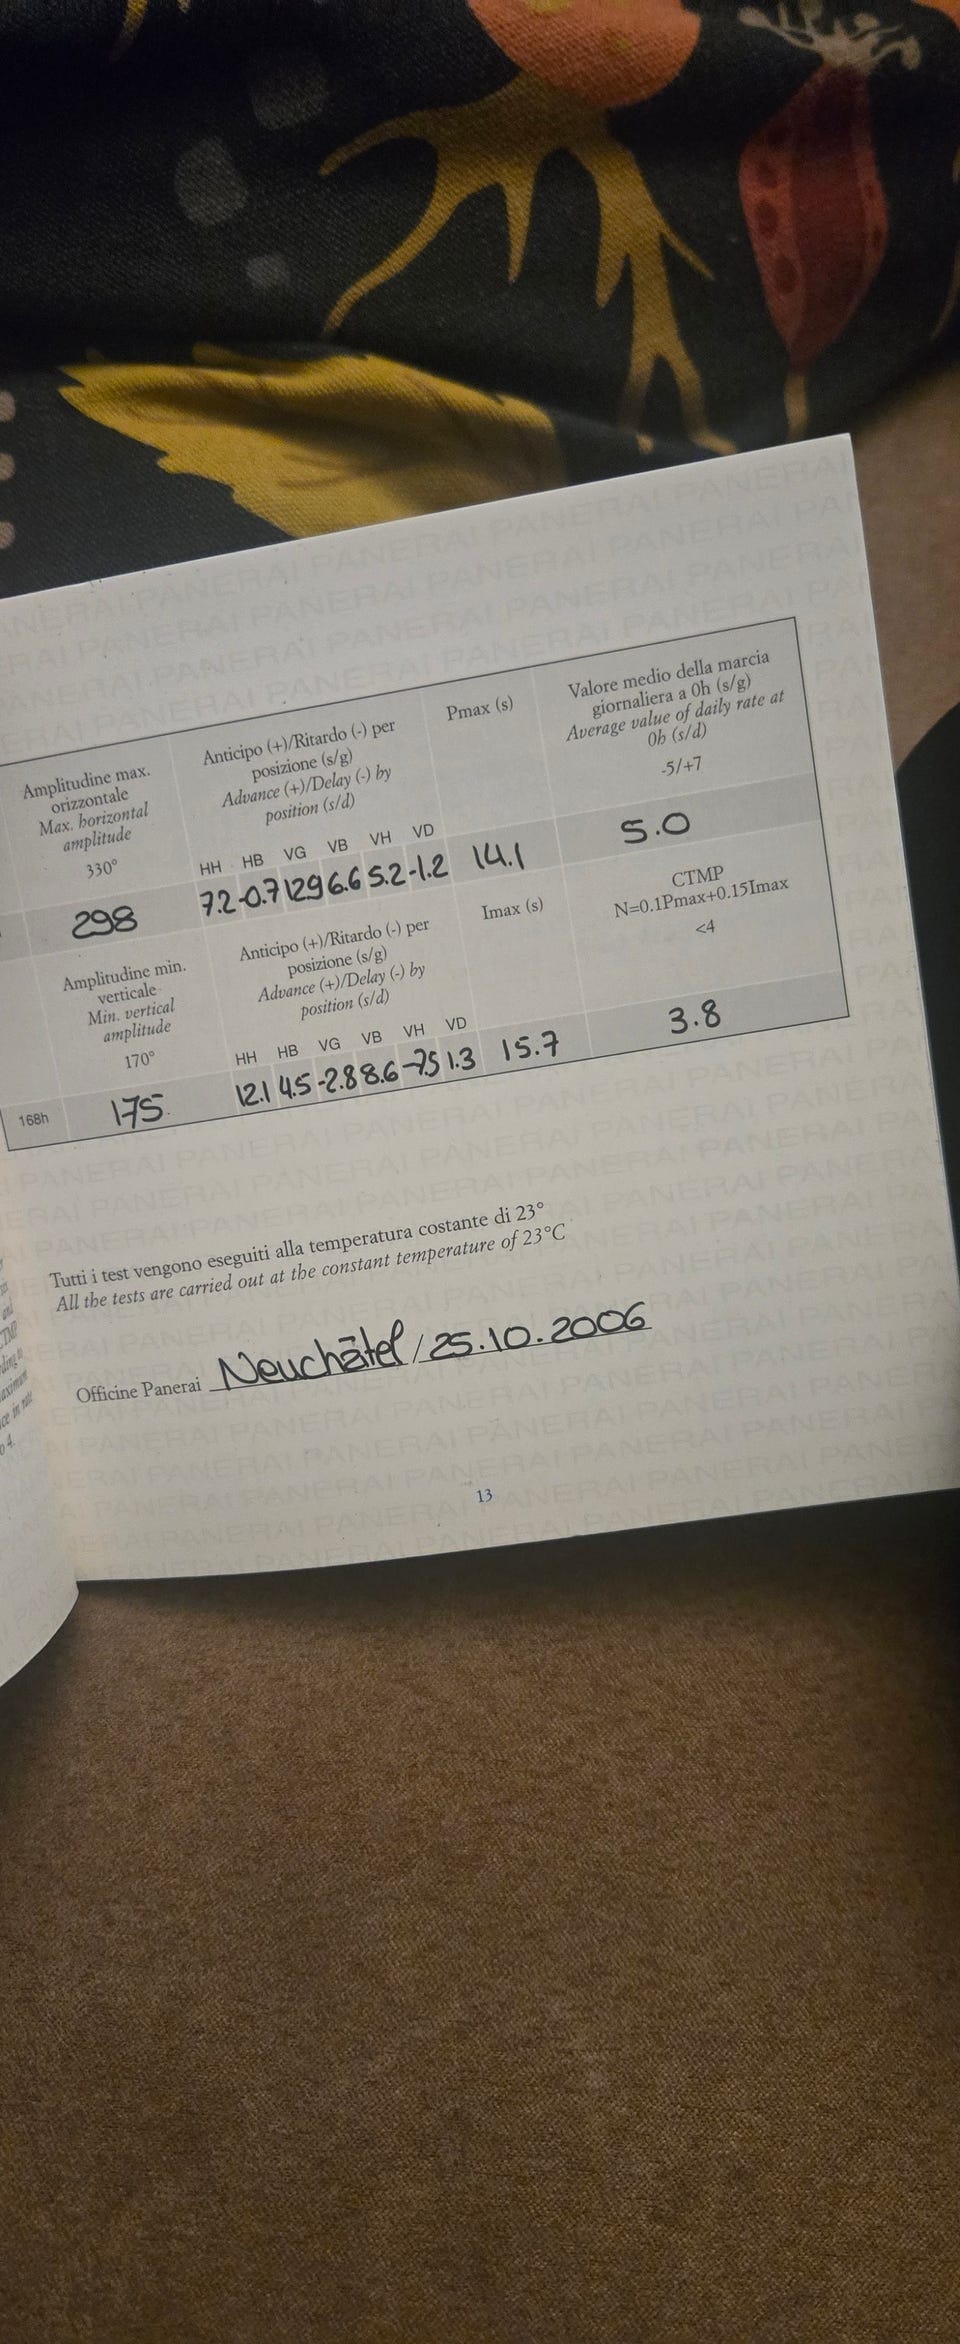 Amplitudine max.
orizzontale
Max. horizontal
amplitude
330°
298
Anticipo (+)/Ritardo (-) per
posizione (s/g)
Advance (+)/Delay (-) by
position (s/d)
HH HB VG VB VH VD
7.2 -0.7 12.9 6.6 5.2 -1.2
Pmax (s)
14.1
Valore medio della marcia
giornaliera a 0h (s/g)
Average value of daily rate at
0h (s/d)
-5/+7
5.0
Amplitudine min.
verticale
Min. vertical
amplitude
170°
168h
175
Anticipo (+)/Ritardo (-) per
posizione (s/g)
Advance (+)/Delay (-) by
position (s/d)
HH HB VG VB VH VD
12.1 4.5 -2.8 8.6 -7.5 1.3
Imax (s)
15.7
CTMP
N=0.1Pmax+0.15Imax
<4
3.8
Tutti i test vengono eseguiti alla temperatura costante di 23°
All the tests are carried out at the constant temperature of 23°C
Officine Panerai Neuchâtel / 25.10.2006
13